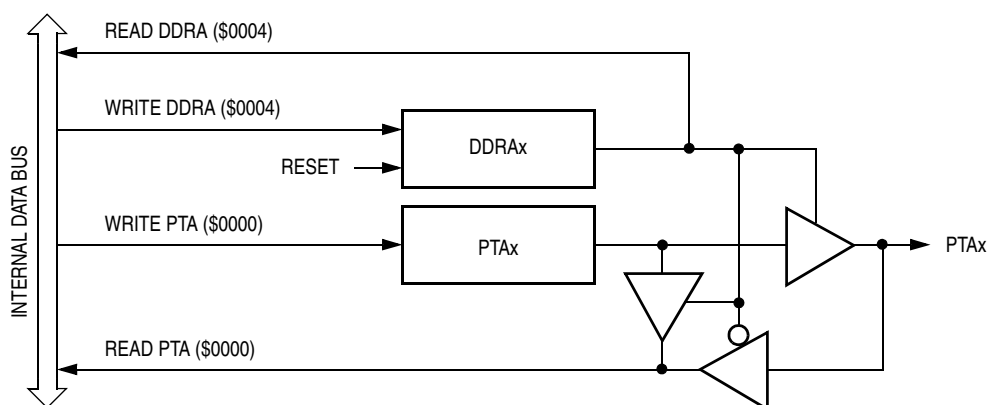 READ DDRA ($0004)
WRITE DDRA ($0004)
DDRAx
RESET
INTERNAL DATA BUS
WRITE PTA ($0000)
PTAx
PTAx
READ PTA ($0000)